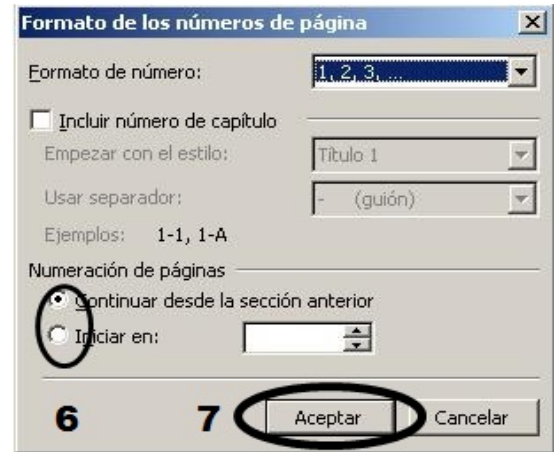 Formato de los números de página
Formato de número: 1, 2, 3, ...
Incluir número de capítulo
Empezar con el estilo: Título 1
Usar separador: - (guión)
Ejemplos: 1-1, 1-A
Numeración de páginas
Continuar desde la sección anterior
Iniciar en:
6 7 Aceptar Cancelar